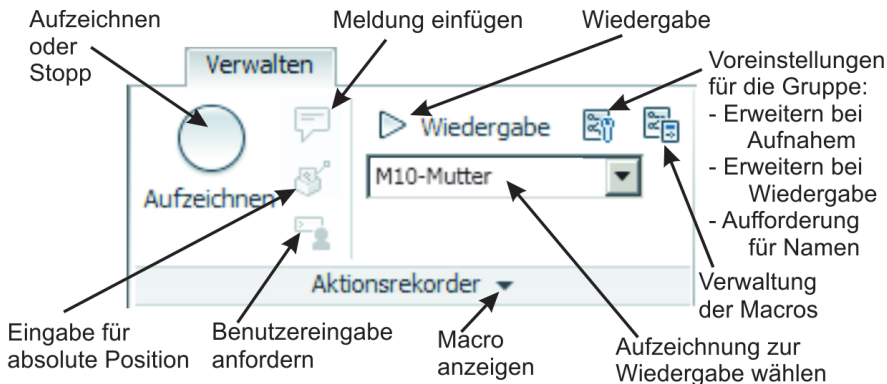 Aufzeichnen
oder
Stopp
Meldung einfügen
Wiedergabe
Voreinstellungen
für die Gruppe:
- Erweitern bei
Aufnahem
- Erweitern bei
Wiedergabe
- Aufforderung
für Namen
Verwalten
Wiedergabe
M10-Mutter
Aufzeichnen
Aktionsrekorder
Verwaltung
der Macros
Eingabe für
absolute Position
Benutzereingabe
anfordern
Macro
anzeigen
Aufzeichnung zur
Wiedergabe wählen